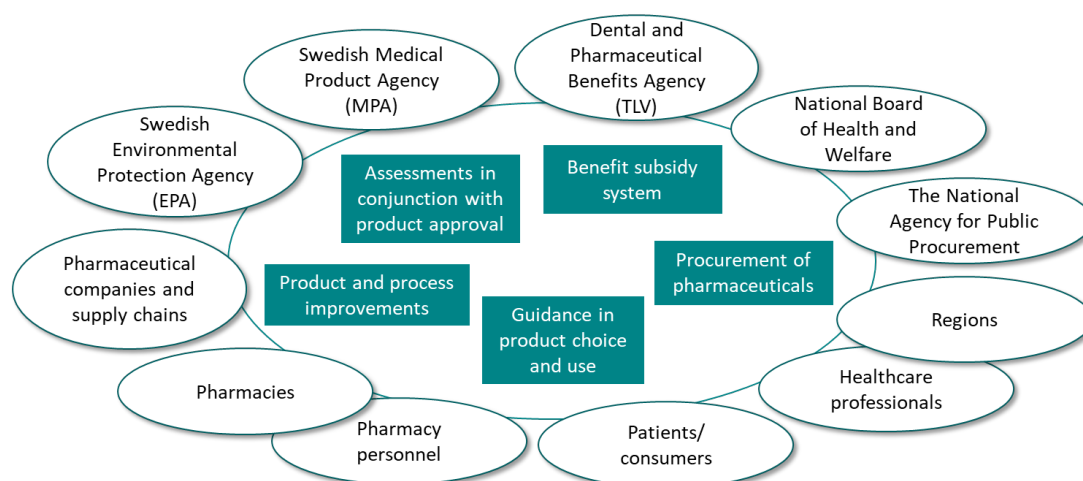 Swedish Medical
Product Agency
(MPA)
Dental and
Pharmaceutical
Benefits Agency
(TLV)
National Board
of Health and
Welfare
Swedish
Environmental
Protection Agency
(EPA)
Assessments in
conjunction with
product approval
Benefit subsidy
system
The National
Agency for Public
Procurement
Pharmaceutical
companies and
supply chains
Product and process
improvements
Procurement of
pharmaceuticals
Guidance in
product choice
and use
Regions
Pharmacies
Healthcare
professionals
Pharmacy
personnel
Patients/
consumers